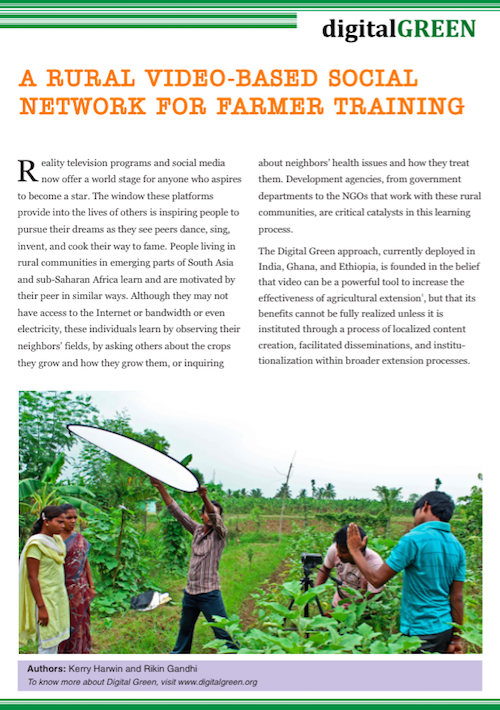 digitalGREEN
A RURAL VIDEO-BASED SOCIAL
NETWORK FOR FARMER TRAINING
Reality television programs and social media
now offer a world stage for anyone who aspires
to become a star. The window these platforms
provide into the lives of others is inspiring people to
pursue their dreams as they see peers dance, sing,
invent, and cook their way to fame. People living in
rural communities in emerging parts of South Asia
and sub-Saharan Africa learn and are motivated by
their peer in similar ways. Although they may not
have access to the Internet or bandwidth or even
electricity, these individuals learn by observing their
neighbors' fields, by asking others about the crops
they grow and how they grow them, or inquiring
about neighbors' health issues and how they treat
them. Development agencies, from government
departments to the NGOs that work with these rural
communities, are critical catalysts in this learning
process.
The Digital Green approach, currently deployed in
India, Ghana, and Ethiopia, is founded in the belief
that video can be a powerful tool to increase the
effectiveness of agricultural extension¹, but that its
benefits cannot be fully realized unless it is
instituted through a process of localized content
creation, facilitated disseminations, and institu-
tionalization within broader extension processes.
Authors: Kerry Harwin and Rikin Gandhi
To know more about Digital Green, visit www.digitalgreen.org